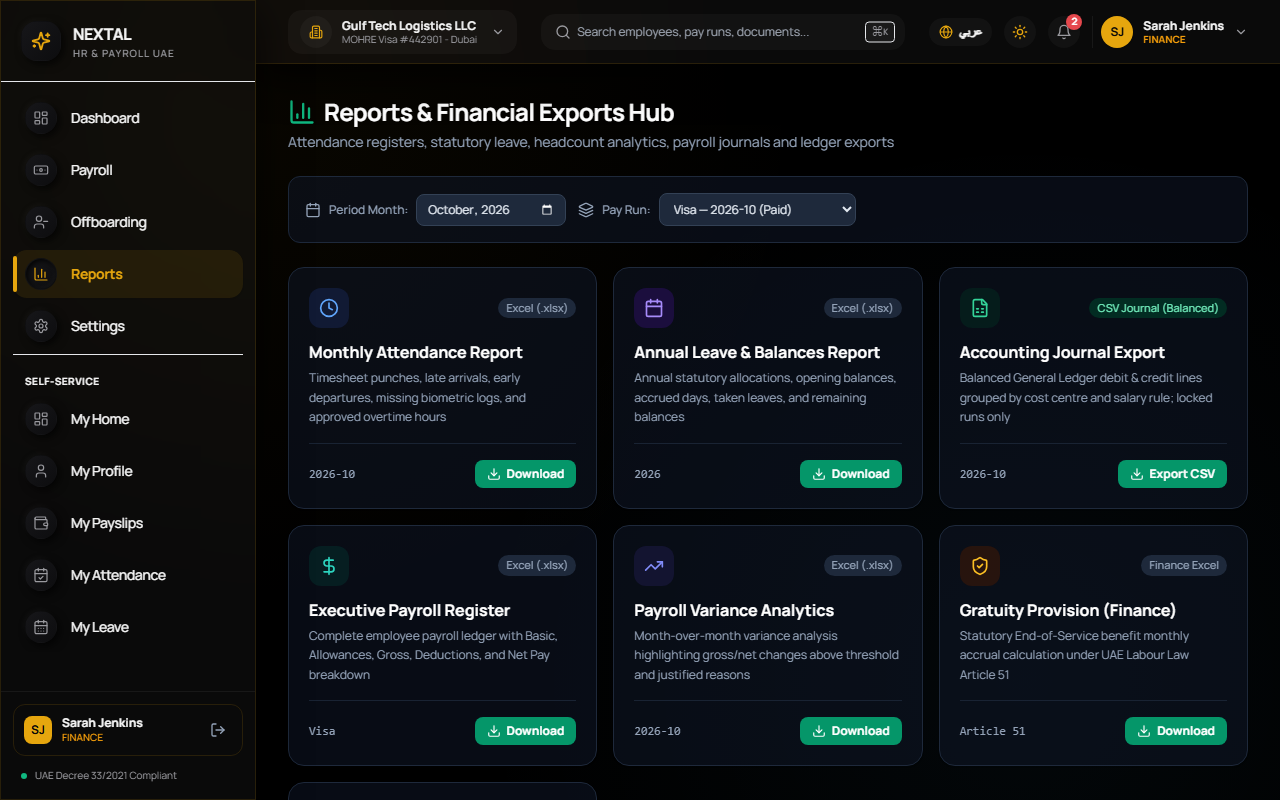 NEXTAL
HR & PAYROLL UAE
Dashboard
Payroll
Offboarding
Reports
Settings
SELF-SERVICE
My Home
My Profile
My Payslips
My Attendance
My Leave
SJ
Sarah Jenkins
FINANCE
UAE Decree 33/2021 Compliant
Gulf Tech Logistics LLC
MOHRE Visa #442901 - Dubai
Search employees, pay runs, documents...
⌘K
عربي
2
SJ
Sarah Jenkins
FINANCE
Reports & Financial Exports Hub
Attendance registers, statutory leave, headcount analytics, payroll journals and ledger exports
Period Month:
October, 2026
Pay Run:
Visa — 2026-10 (Paid)
Excel (.xlsx)
Monthly Attendance Report
Timesheet punches, late arrivals, early
departures, missing biometric logs, and
approved overtime hours
2026-10
Download
Excel (.xlsx)
Annual Leave & Balances Report
Annual statutory allocations, opening balances,
accrued days, taken leaves, and remaining
balances
2026
Download
CSV Journal (Balanced)
Accounting Journal Export
Balanced General Ledger debit & credit lines
grouped by cost centre and salary rule; locked
runs only
2026-10
Export CSV
Excel (.xlsx)
Executive Payroll Register
Complete employee payroll ledger with Basic,
Allowances, Gross, Deductions, and Net Pay
breakdown
Visa
Download
Excel (.xlsx)
Payroll Variance Analytics
Month-over-month variance analysis
highlighting gross/net changes above threshold
and justified reasons
2026-10
Download
Finance Excel
Gratuity Provision (Finance)
Statutory End-of-Service benefit monthly
accrual calculation under UAE Labour Law
Article 51
Article 51
Download